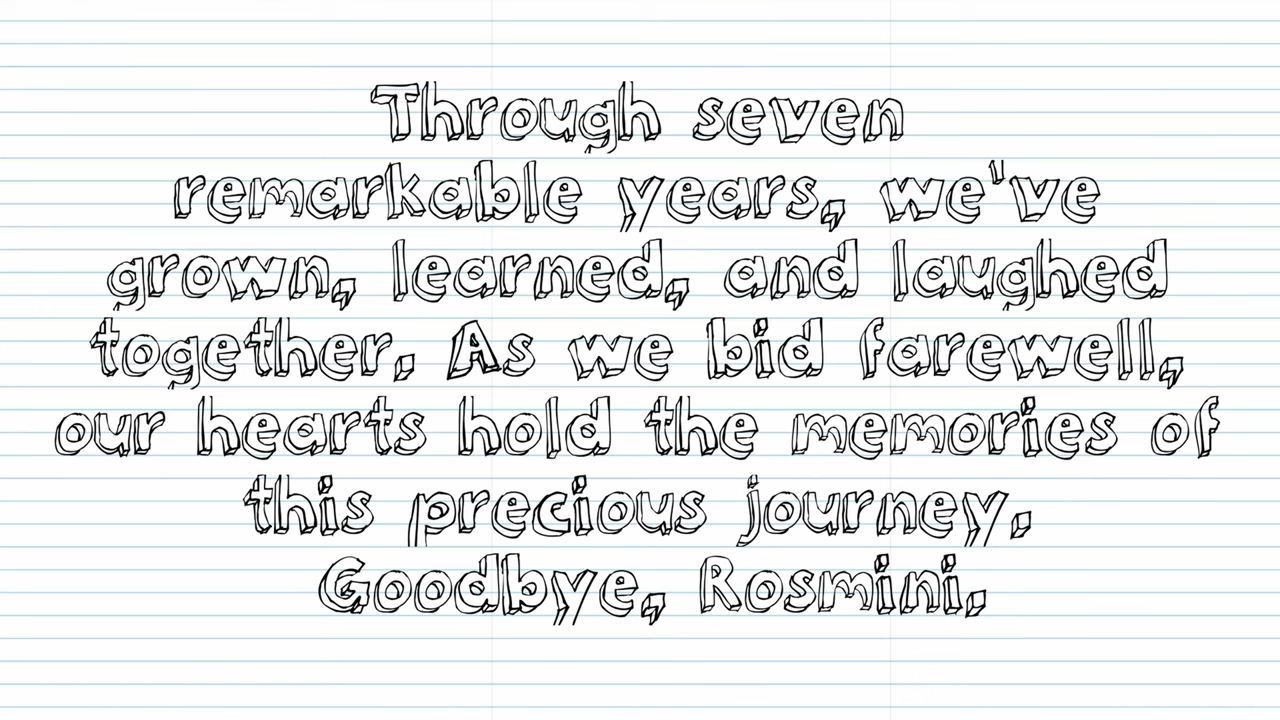 Through seven
remarkable years, we've
grown, learned, and laughed
together. As we bid farewell,
our hearts hold the memories of
this precious journey.
Goodbye, Rosmini.